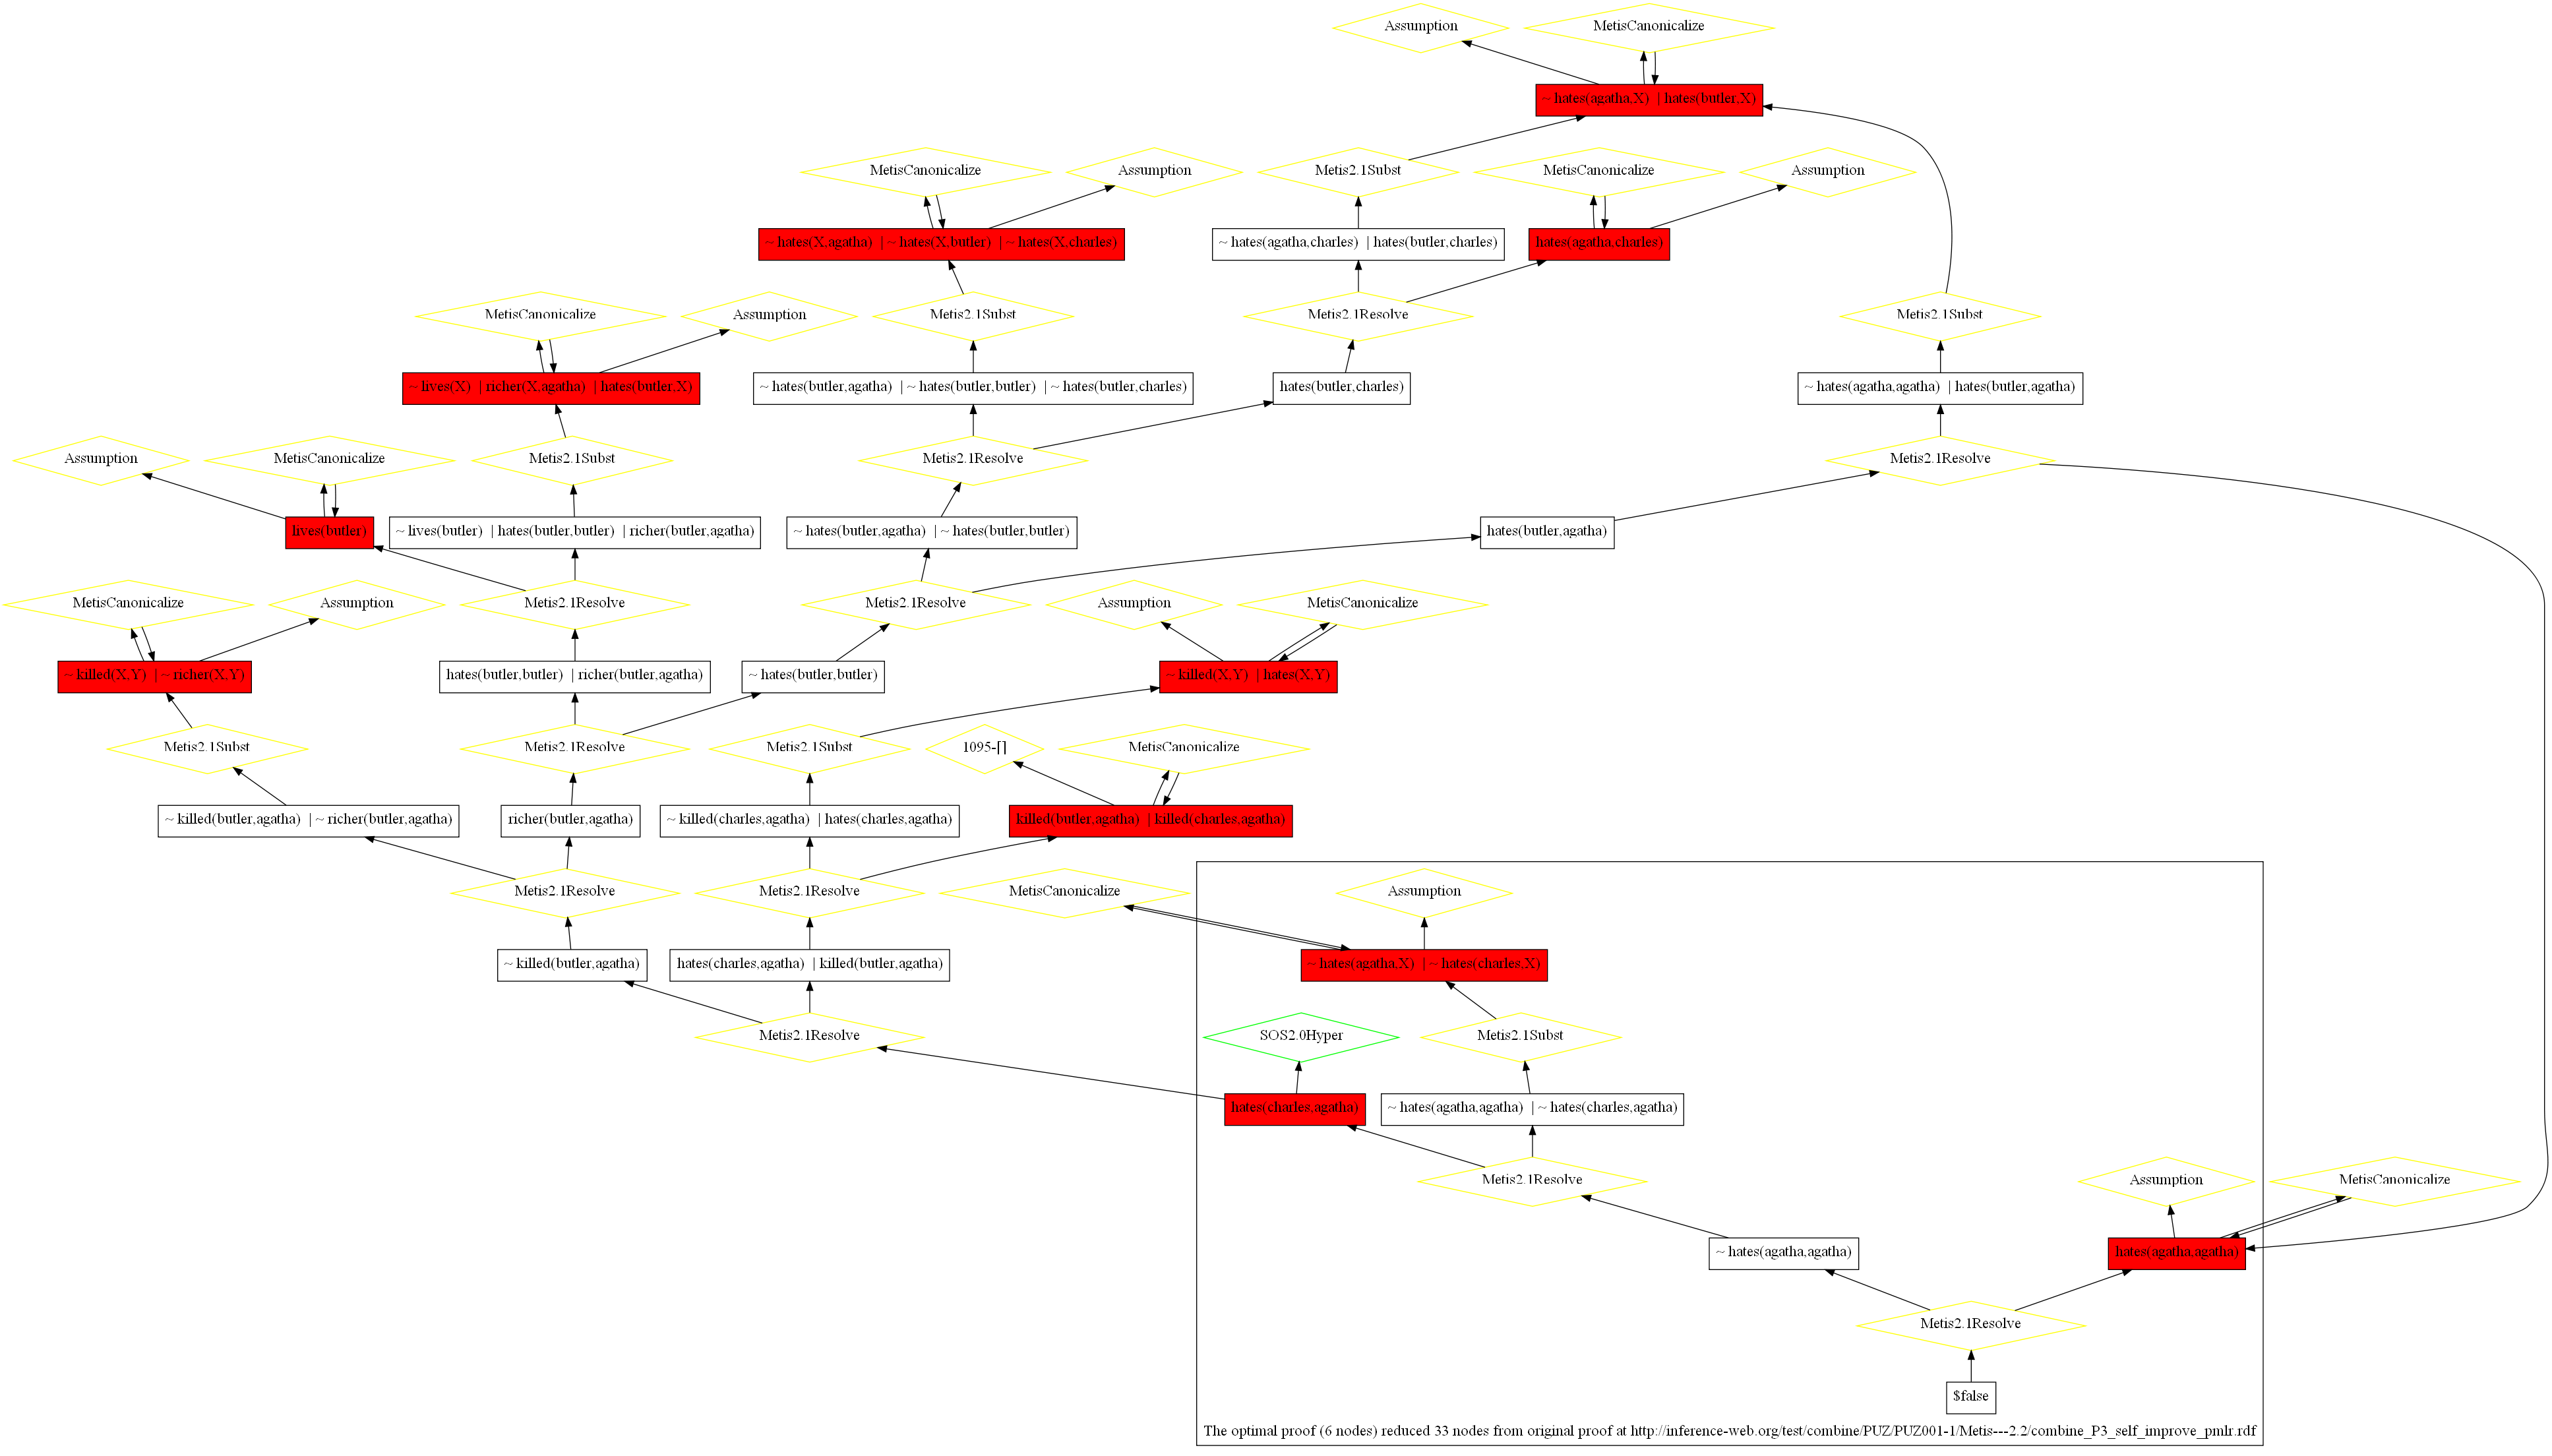 Assumption
MetisCanonicalize
~ hates(agatha,X) | hates(butler,X)
MetisCanonicalize
Assumption
Metis2.1Subst
MetisCanonicalize
Assumption
~ hates(X,agatha) | ~ hates(X,butler) | ~ hates(X,charles)
~ hates(agatha,charles) | hates(butler,charles)
hates(agatha,charles)
MetisCanonicalize
Assumption
Metis2.1Subst
Metis2.1Resolve
Metis2.1Subst
~ lives(X) | richer(X,agatha) | hates(butler,X)
~ hates(butler,agatha) | ~ hates(butler,butler) | ~ hates(butler,charles)
hates(butler,charles)
~ hates(agatha,agatha) | hates(butler,agatha)
Assumption
MetisCanonicalize
Metis2.1Subst
Metis2.1Resolve
Metis2.1Resolve
lives(butler)
~ lives(butler) | hates(butler,butler) | richer(butler,agatha)
~ hates(butler,agatha) | ~ hates(butler,butler)
hates(butler,agatha)
MetisCanonicalize
Assumption
Metis2.1Resolve
Metis2.1Resolve
Assumption
MetisCanonicalize
~ killed(X,Y) | ~ richer(X,Y)
hates(butler,butler) | richer(butler,agatha)
~ hates(butler,butler)
~ killed(X,Y) | hates(X,Y)
Metis2.1Subst
Metis2.1Resolve
Metis2.1Subst
1095-[]
MetisCanonicalize
~ killed(butler,agatha) | ~ richer(butler,agatha)
richer(butler,agatha)
~ killed(charles,agatha) | hates(charles,agatha)
killed(butler,agatha) | killed(charles,agatha)
Metis2.1Resolve
Metis2.1Resolve
MetisCanonicalize
Assumption
~ killed(butler,agatha)
hates(charles,agatha) | killed(butler,agatha)
~ hates(agatha,X) | ~ hates(charles,X)
Metis2.1Resolve
SOS2.0Hyper
Metis2.1Subst
hates(charles,agatha)
~ hates(agatha,agatha) | ~ hates(charles,agatha)
Metis2.1Resolve
Assumption
MetisCanonicalize
~ hates(agatha,agatha)
hates(agatha,agatha)
Metis2.1Resolve
$false
The optimal proof (6 nodes) reduced 33 nodes from original proof at http://inference-web.org/test/combine/PUZ/PUZ001-1/Metis---2.2/combine_P3_self_improve_pmlr.rdf